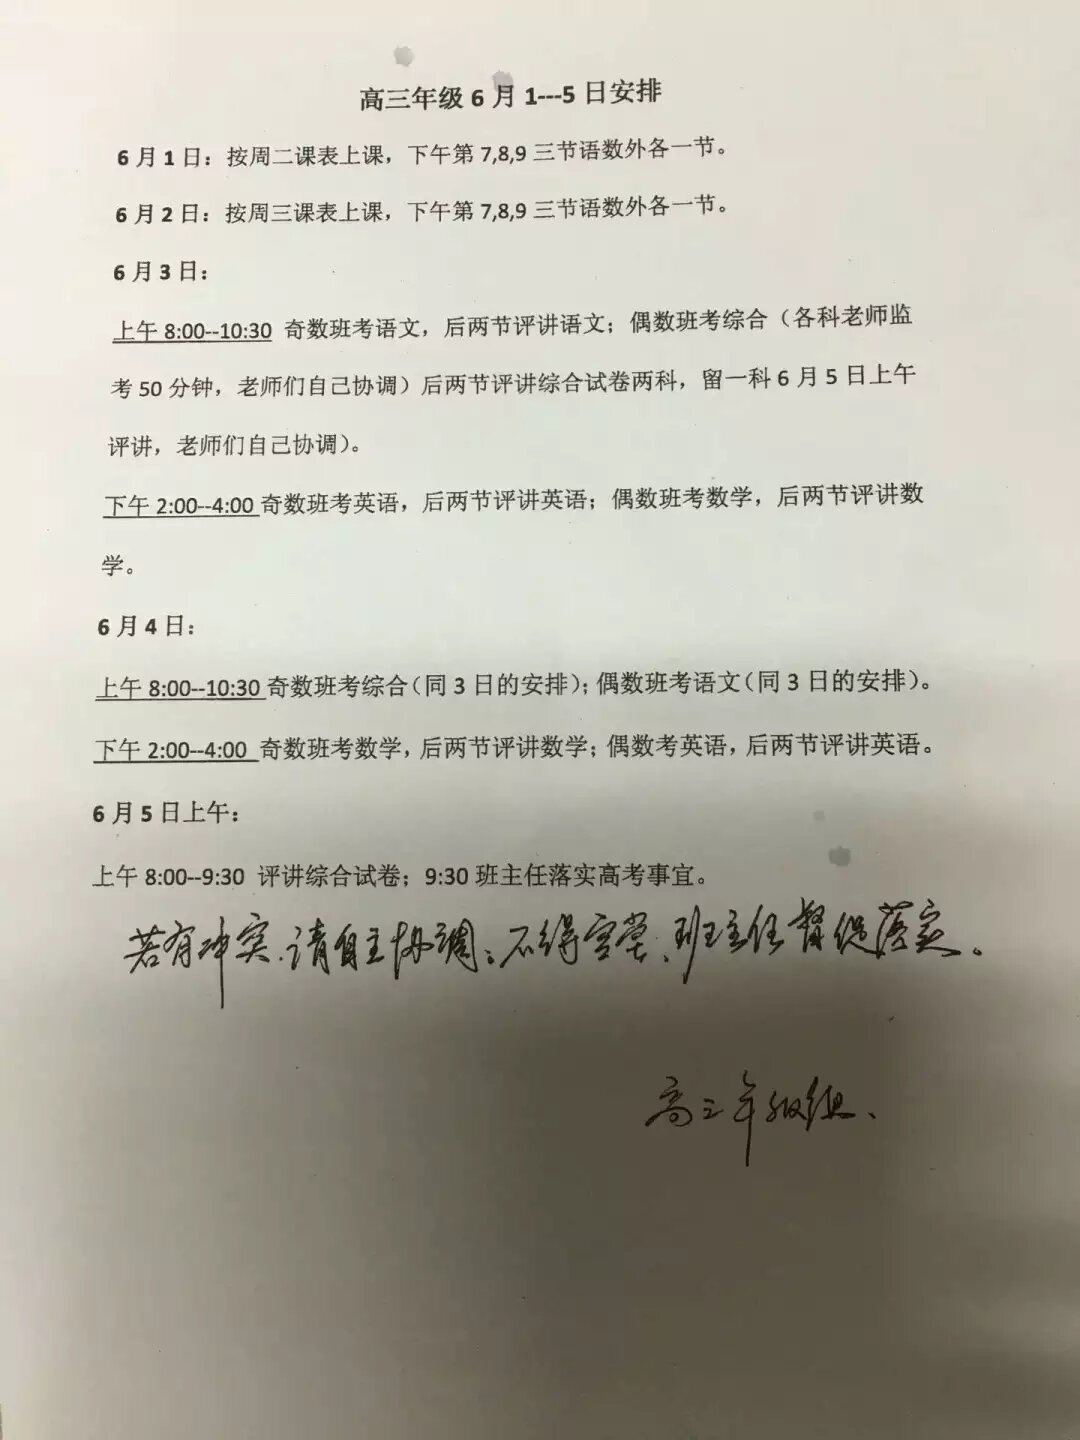 高三年级 6 月 1---5 日安排
6 月 1 日：按周二课表上课，下午第 7,8,9 三节语数外各一节。
6 月 2 日：按周三课表上课，下午第 7,8,9 三节语数外各一节。
6 月 3 日：
上午 8:00--10:30 奇数班考语文，后两节评讲语文；偶数班考综合（各科老师监
考 50 分钟，老师们自己协调）后两节评讲综合试卷两科，留一科 6 月 5 日上午
评讲，老师们自己协调）。
下午 2:00--4:00 奇数班考英语，后两节评讲英语；偶数班考数学，后两节评讲数
学。
6 月 4 日：
上午 8:00--10:30 奇数班考综合（同 3 日的安排）；偶数班考语文（同 3 日的安排）。
下午 2:00--4:00 奇数班考数学，后两节评讲数学；偶数考英语，后两节评讲英语。
6 月 5 日上午：
上午 8:00--9:30 评讲综合试卷；9:30 班主任落实高考事宜。
若有冲突、请自主协调；不得空堂、班主任督促落实。
高三年级组、